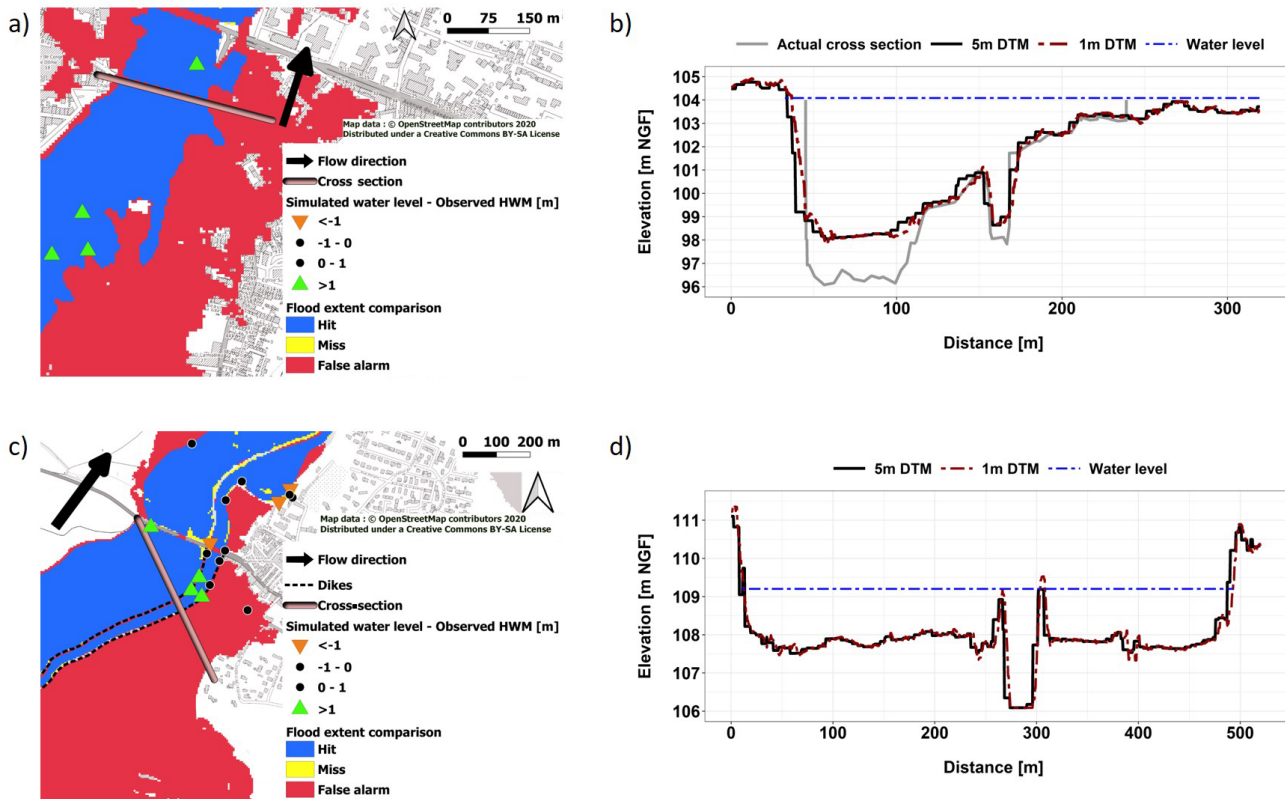 a)
0 75 150 m
Map data : © OpenStreetMap contributors 2020
Distributed under a Creative Commons BY-SA License
Flow direction
Cross section
Simulated water level - Observed HWM [m]
<-1
-1 - 0
0 - 1
>1
Flood extent comparison
Hit
Miss
False alarm
b)
Actual cross section 5m DTM 1m DTM Water level
105
104
103
102
101
100
99
98
97
96
Elevation [m NGF]
0 100 200 300
Distance [m]
c)
0 100 200 m
Map data : © OpenStreetMap contributors 2020
Distributed under a Creative Commons BY-SA License
Flow direction
Dikes
Cross-section
Simulated water level - Observed HWM [m]
<-1
-1 - 0
0 - 1
>1
Flood extent comparison
Hit
Miss
False alarm
d)
5m DTM 1m DTM Water level
111
110
109
108
107
106
Elevation [m NGF]
0 100 200 300 400 500
Distance [m]